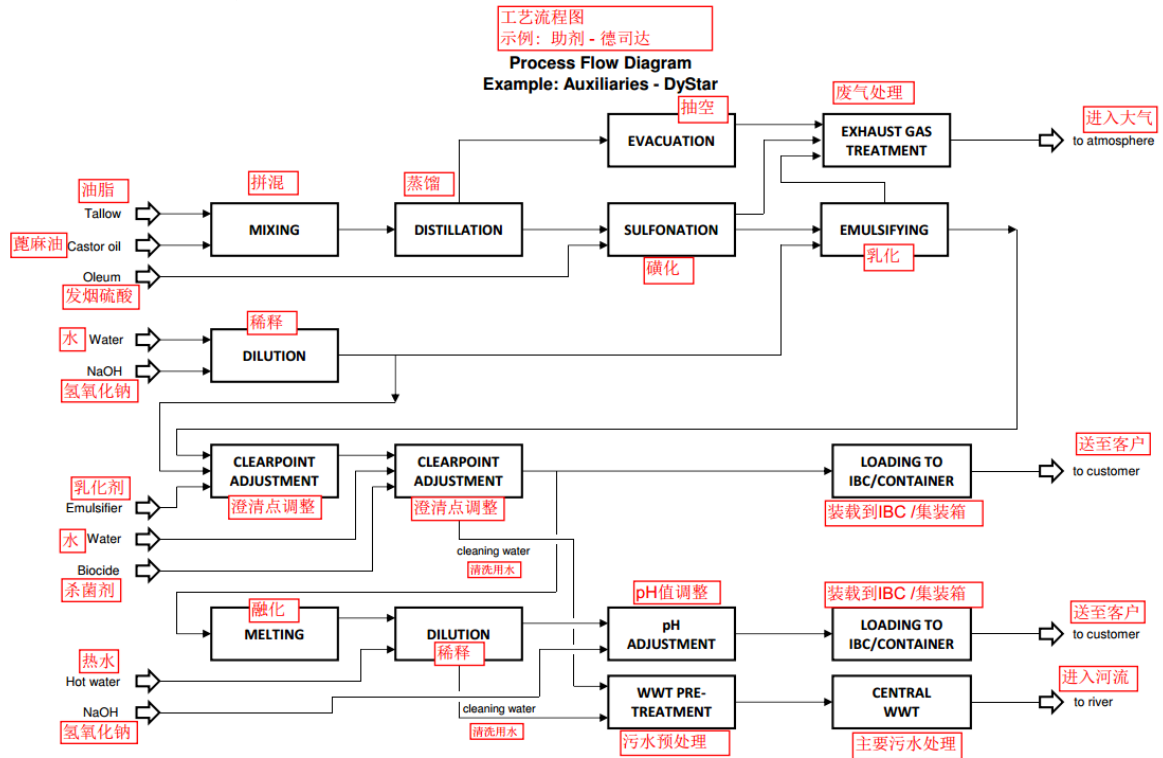 工艺流程图
示例：助剂 - 德司达
Process Flow Diagram
Example: Auxiliaries - DyStar
抽空
EVACUATION
废气处理
EXHAUST GAS
TREATMENT
进入大气
to atmosphere
油脂
Tallow
蓖麻油
Castor oil
Oleum
发烟硫酸
拼混
MIXING
蒸馏
DISTILLATION
SULFONATION
磺化
EMULSIFYING
乳化
水
Water
NaOH
氢氧化钠
稀释
DILUTION
乳化剂
Emulsifier
水
Water
Biocide
杀菌剂
CLEARPOINT
ADJUSTMENT
澄清点调整
CLEARPOINT
ADJUSTMENT
澄清点调整
LOADING TO
IBC/CONTAINER
装载到IBC /集装箱
送至客户
to customer
cleaning water
清洗用水
融化
MELTING
DILUTION
稀释
pH值调整
pH
ADJUSTMENT
装载到IBC /集装箱
LOADING TO
IBC/CONTAINER
送至客户
to customer
热水
Hot water
NaOH
氢氧化钠
cleaning water
清洗用水
WWT PRE-
TREATMENT
污水预处理
CENTRAL
WWT
主要污水处理
进入河流
to river